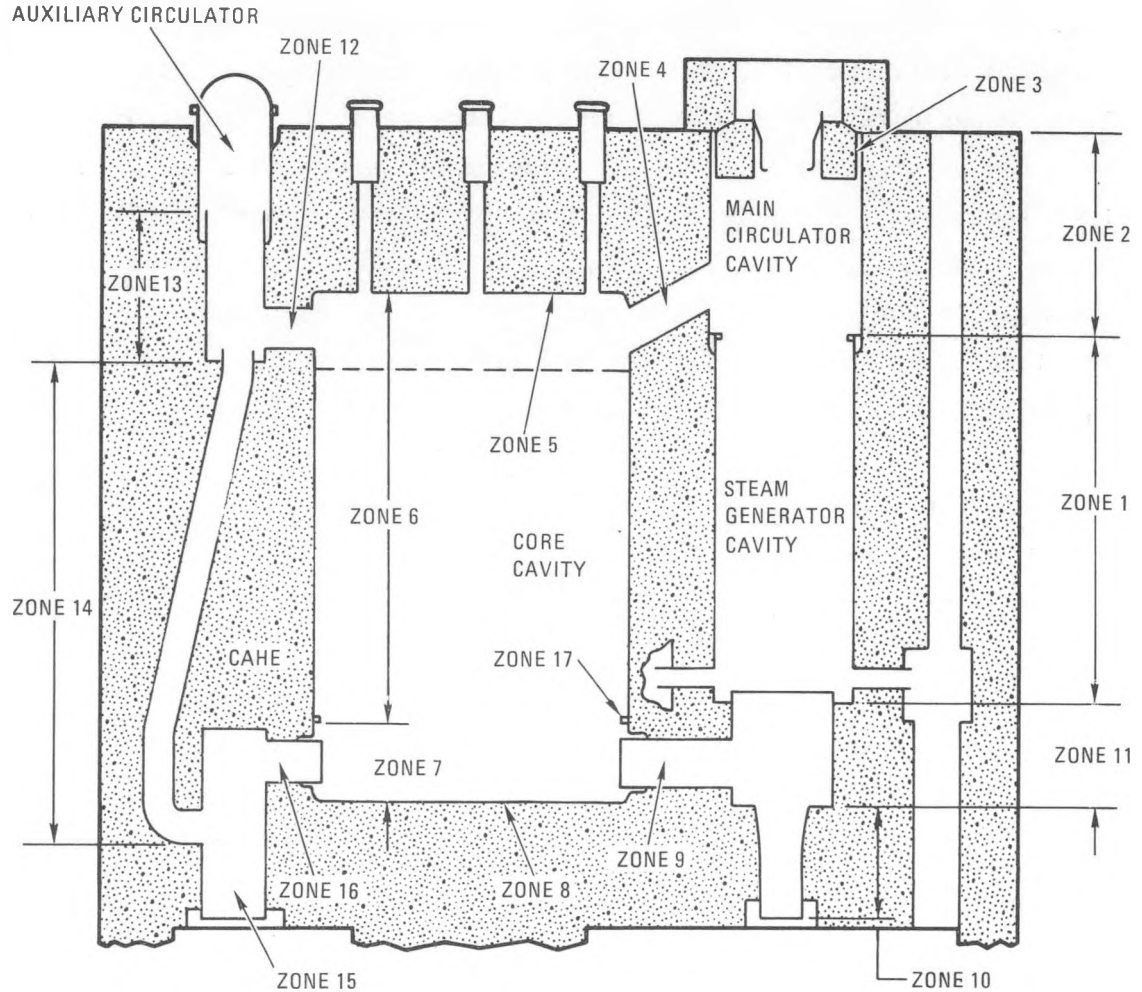 AUXILIARY CIRCULATOR
ZONE 12
ZONE 4
ZONE 3
MAIN
CIRCULATOR
CAVITY
ZONE 2
ZONE13
ZONE 5
ZONE 6
CORE
CAVITY
STEAM
GENERATOR
CAVITY
ZONE 1
ZONE 14
CAHE
ZONE 17
ZONE 7
ZONE 11
ZONE 16
ZONE 8
ZONE 9
ZONE 15
ZONE 10